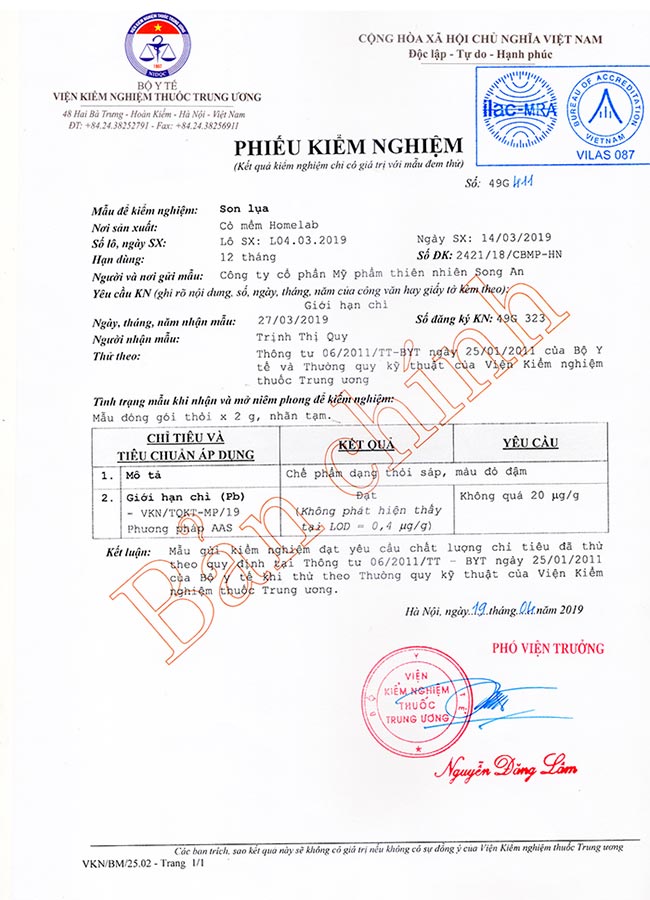 VIỆN KIỂM NGHIỆM THUỐC TRUNG ƯƠNG
1957
NIDQC
BỘ Y TẾ
VIỆN KIỂM NGHIỆM THUỐC TRUNG ƯƠNG
48 Hai Bà Trưng - Hoàn Kiếm - Hà Nội - Việt Nam
ĐT: +84.24.38252791 - Fax: +84.24.38256911
CỘNG HÒA XÃ HỘI CHỦ NGHĨA VIỆT NAM
Độc lập - Tự do - Hạnh phúc
ilac-MRA
BUREAU OF ACCREDITATION
VIETNAM
VILAS 087
PHIẾU KIỂM NGHIỆM
(Kết quả kiểm nghiệm chỉ có giá trị với mẫu đem thử)
Số: 49G 411
Mẫu để kiểm nghiệm: Son lụa
Nơi sản xuất: Cỏ mềm Homelab
Số lô, ngày SX: Lô SX: L04.03.2019 Ngày SX: 14/03/2019
Hạn dùng: 12 tháng Số ĐK: 2421/18/CBMP-HN
Người và nơi gửi mẫu: Công ty cổ phần Mỹ phẩm thiên nhiên Song An
Yêu cầu KN (ghi rõ nội dung, số, ngày, tháng, năm của công văn hay giấy tờ kèm theo):
Giới hạn chì
Ngày, tháng, năm nhận mẫu: 27/03/2019 Số đăng ký KN: 49G 323
Người nhận mẫu: Trịnh Thị Quy
Thử theo: Thông tư 06/2011/TT-BYT ngày 25/01/2011 của Bộ Y
tế và Thường quy kỹ thuật của Viện Kiểm nghiệm
thuốc Trung ương
Tình trạng mẫu khi nhận và mở niêm phong để kiểm nghiệm:
Mẫu đóng gói thỏi x 2 g, nhãn tạm.
CHỈ TIÊU VÀ
TIÊU CHUẨN ÁP DỤNG
KẾT QUẢ
YÊU CẦU
1. Mô tả Chế phẩm dạng thỏi sáp, màu đỏ đậm
2. Giới hạn chì (Pb) Đạt Không quá 20 µg/g
- VKN/TQKT-MP/19 (Không phát hiện thấy
Phương pháp AAS tại LOD = 0,4 µg/g)
Kết luận: Mẫu gửi kiểm nghiệm đạt yêu cầu chất lượng chỉ tiêu đã thử
theo quy định tại Thông tư 06/2011/TT - BYT ngày 25/01/2011
của Bộ y tế khi thử theo Thường quy kỹ thuật của Viện Kiểm
nghiệm thuốc Trung ương.
Bản chính
Hà Nội, ngày 19 tháng 04 năm 2019
PHÓ VIỆN TRƯỞNG
BỘ Y TẾ
VIỆN
KIỂM NGHIỆM
THUỐC
TRUNG ƯƠNG
Nguyễn Đăng Lâm
Các bản trích, sao kết quả này sẽ không có giá trị nếu không có sự đồng ý của Viện Kiểm nghiệm thuốc Trung ương
VKN/BM/25.02 - Trang 1/1